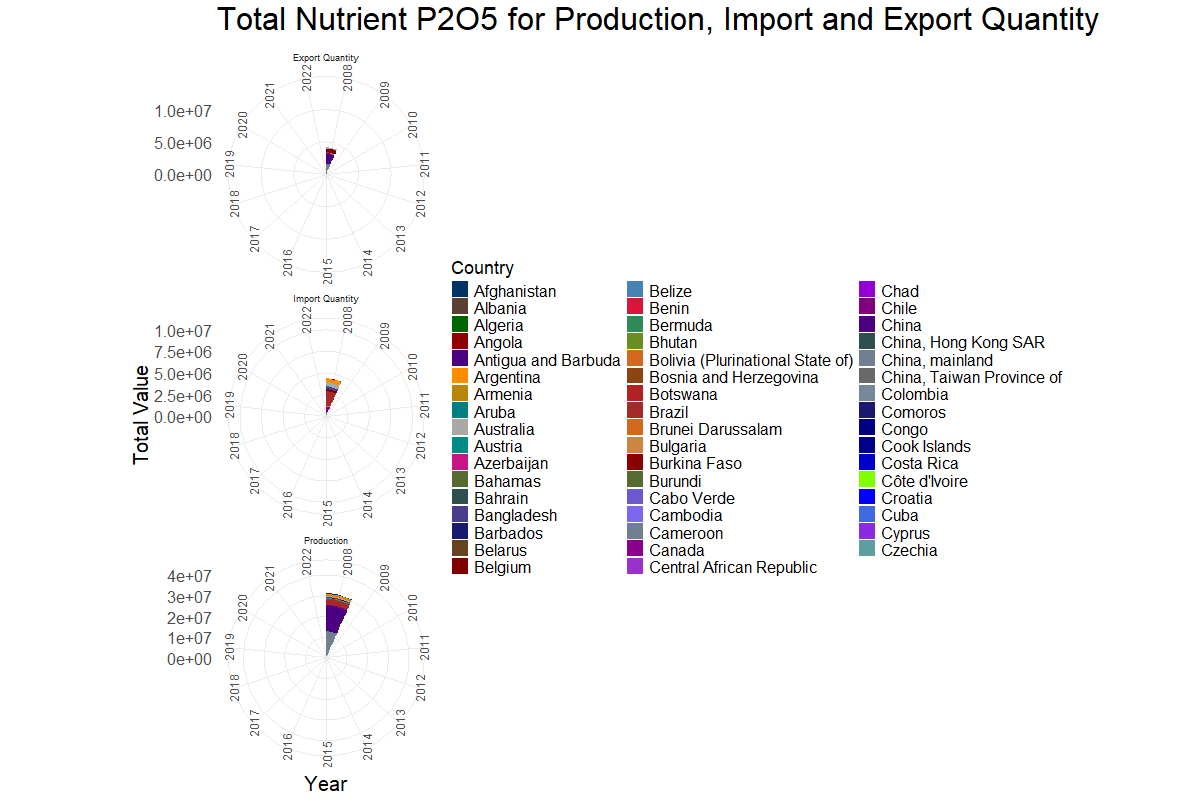 Total Nutrient P2O5 for Production, Import and Export Quantity
Export Quantity
2008
2009
2010
2011
2012
2013
2014
2015
2016
2017
2018
2019
2020
2021
2022
1.0e+07
5.0e+06
0.0e+00
Import Quantity
2008
2009
2010
2011
2012
2013
2014
2015
2016
2017
2018
2019
2020
2021
2022
1.0e+07
7.5e+06
5.0e+06
2.5e+06
0.0e+00
Production
2008
2009
2010
2011
2012
2013
2014
2015
2016
2017
2018
2019
2020
2021
2022
4e+07
3e+07
2e+07
1e+07
0e+00
Total Value
Year
Country
Afghanistan
Albania
Algeria
Angola
Antigua and Barbuda
Argentina
Armenia
Aruba
Australia
Austria
Azerbaijan
Bahamas
Bahrain
Bangladesh
Barbados
Belarus
Belgium
Belize
Benin
Bermuda
Bhutan
Bolivia (Plurinational State of)
Bosnia and Herzegovina
Botswana
Brazil
Brunei Darussalam
Bulgaria
Burkina Faso
Burundi
Cabo Verde
Cambodia
Cameroon
Canada
Central African Republic
Chad
Chile
China
China, Hong Kong SAR
China, mainland
China, Taiwan Province of
Colombia
Comoros
Congo
Cook Islands
Costa Rica
Côte d'Ivoire
Croatia
Cuba
Cyprus
Czechia